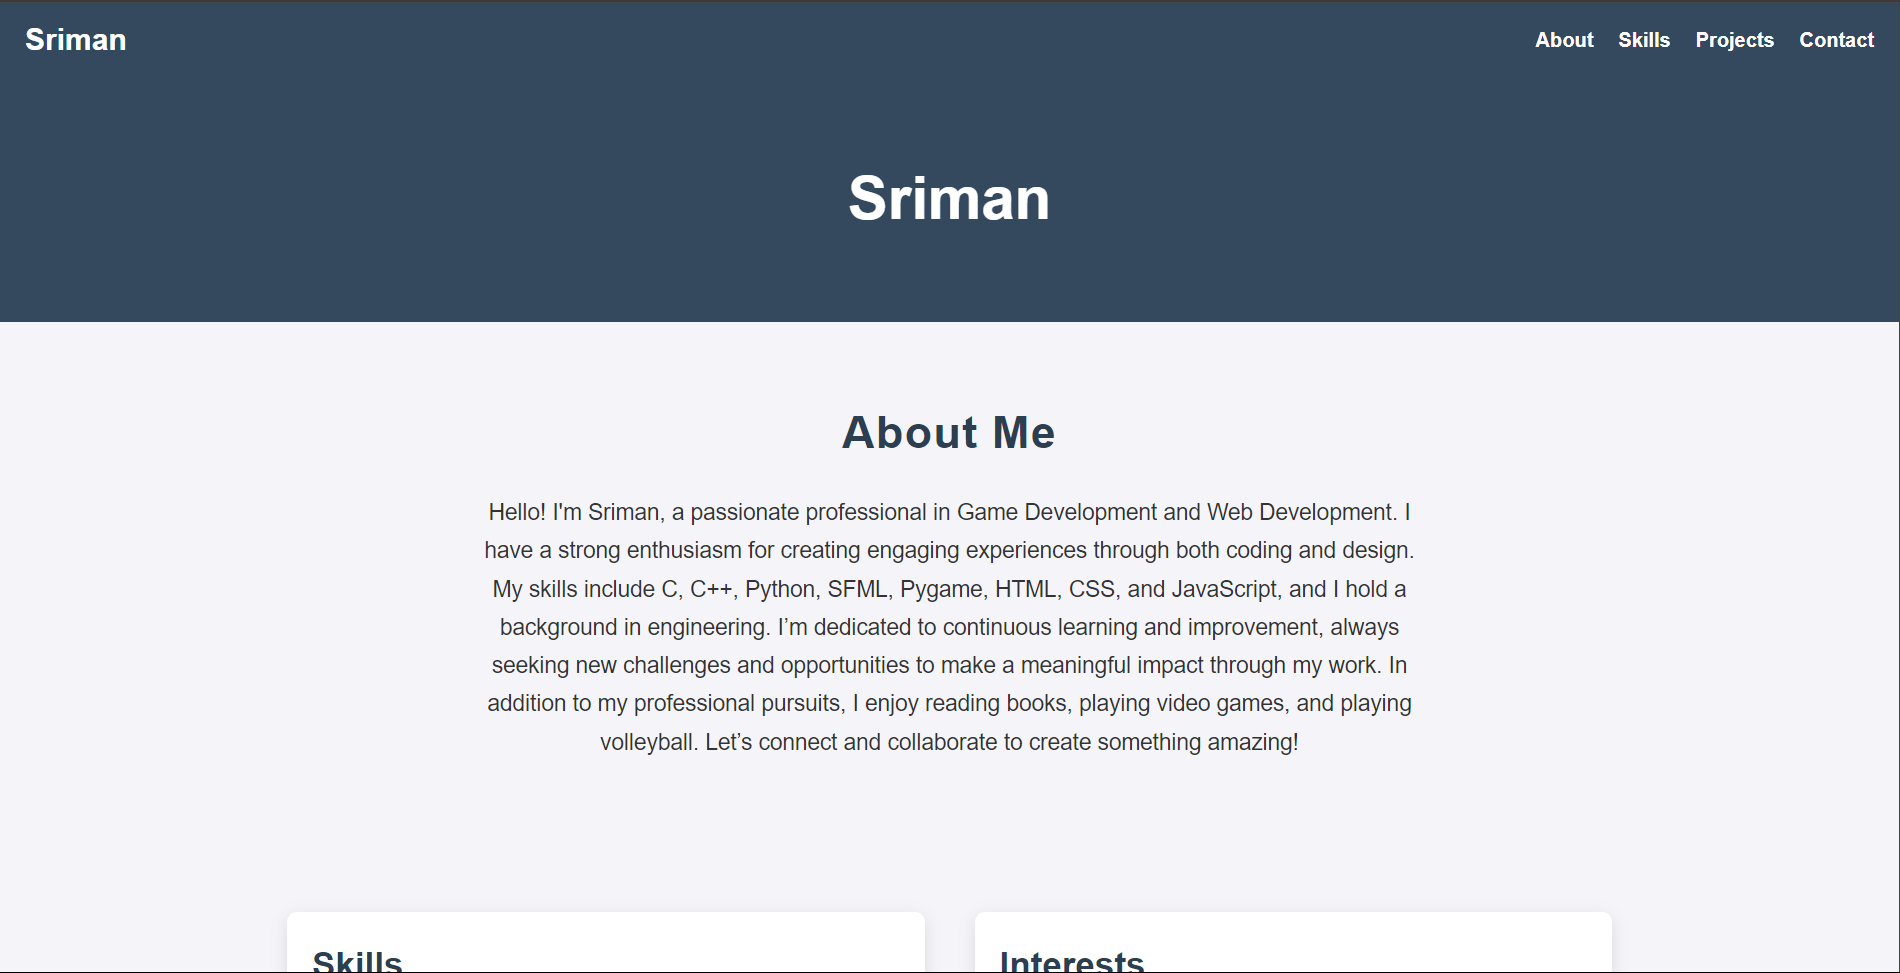 Sriman
About Skills Projects Contact
Sriman
About Me
Hello! I'm Sriman, a passionate professional in Game Development and Web Development. I
have a strong enthusiasm for creating engaging experiences through both coding and design.
My skills include C, C++, Python, SFML, Pygame, HTML, CSS, and JavaScript, and I hold a
background in engineering. I’m dedicated to continuous learning and improvement, always
seeking new challenges and opportunities to make a meaningful impact through my work. In
addition to my professional pursuits, I enjoy reading books, playing video games, and playing
volleyball. Let’s connect and collaborate to create something amazing!
Skills
Interests